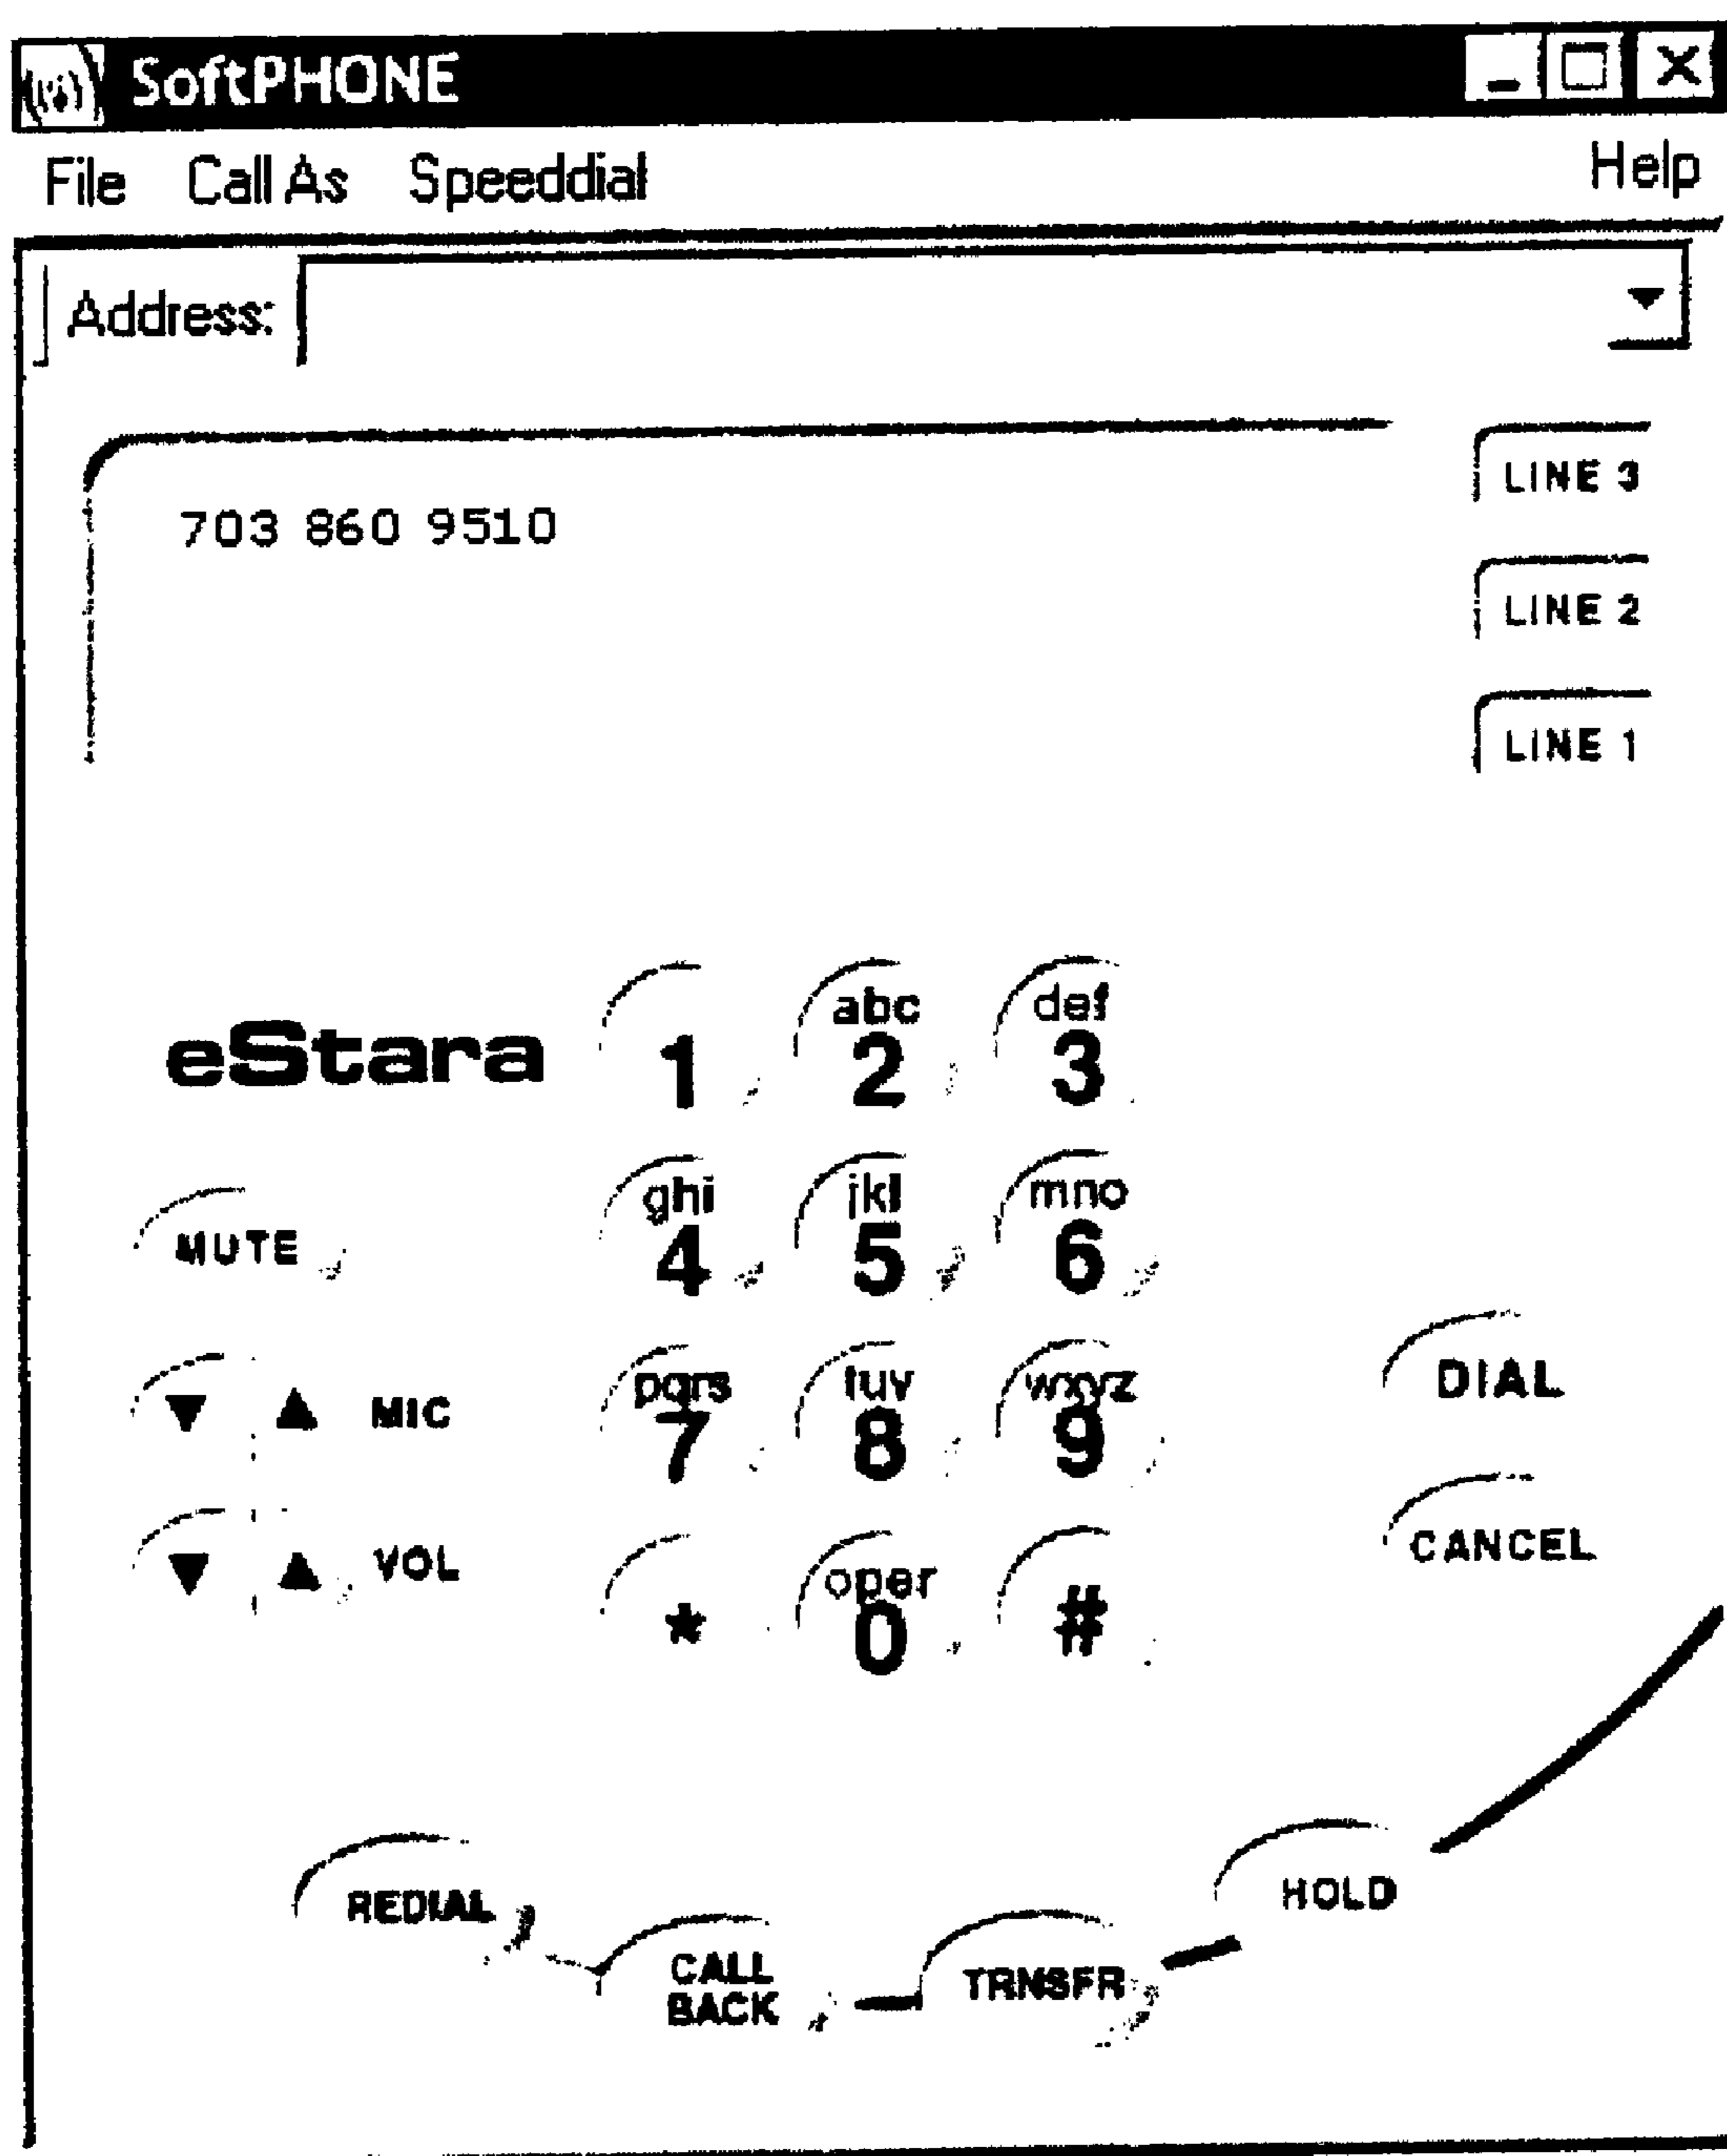 SoftPHONE
File Call As Speeddial Help
Address:
703 860 9510
LINE 3
LINE 2
LINE 1
eStara
1
abc
2
def
3
MUTE
ghi
4
jkl
5
mno
6
MIC
pqrs
7
tuv
8
wxyz
9
DIAL
VOL
*
oper
0
#
CANCEL
REDIAL
CALL
BACK
TRNSFR
HOLD